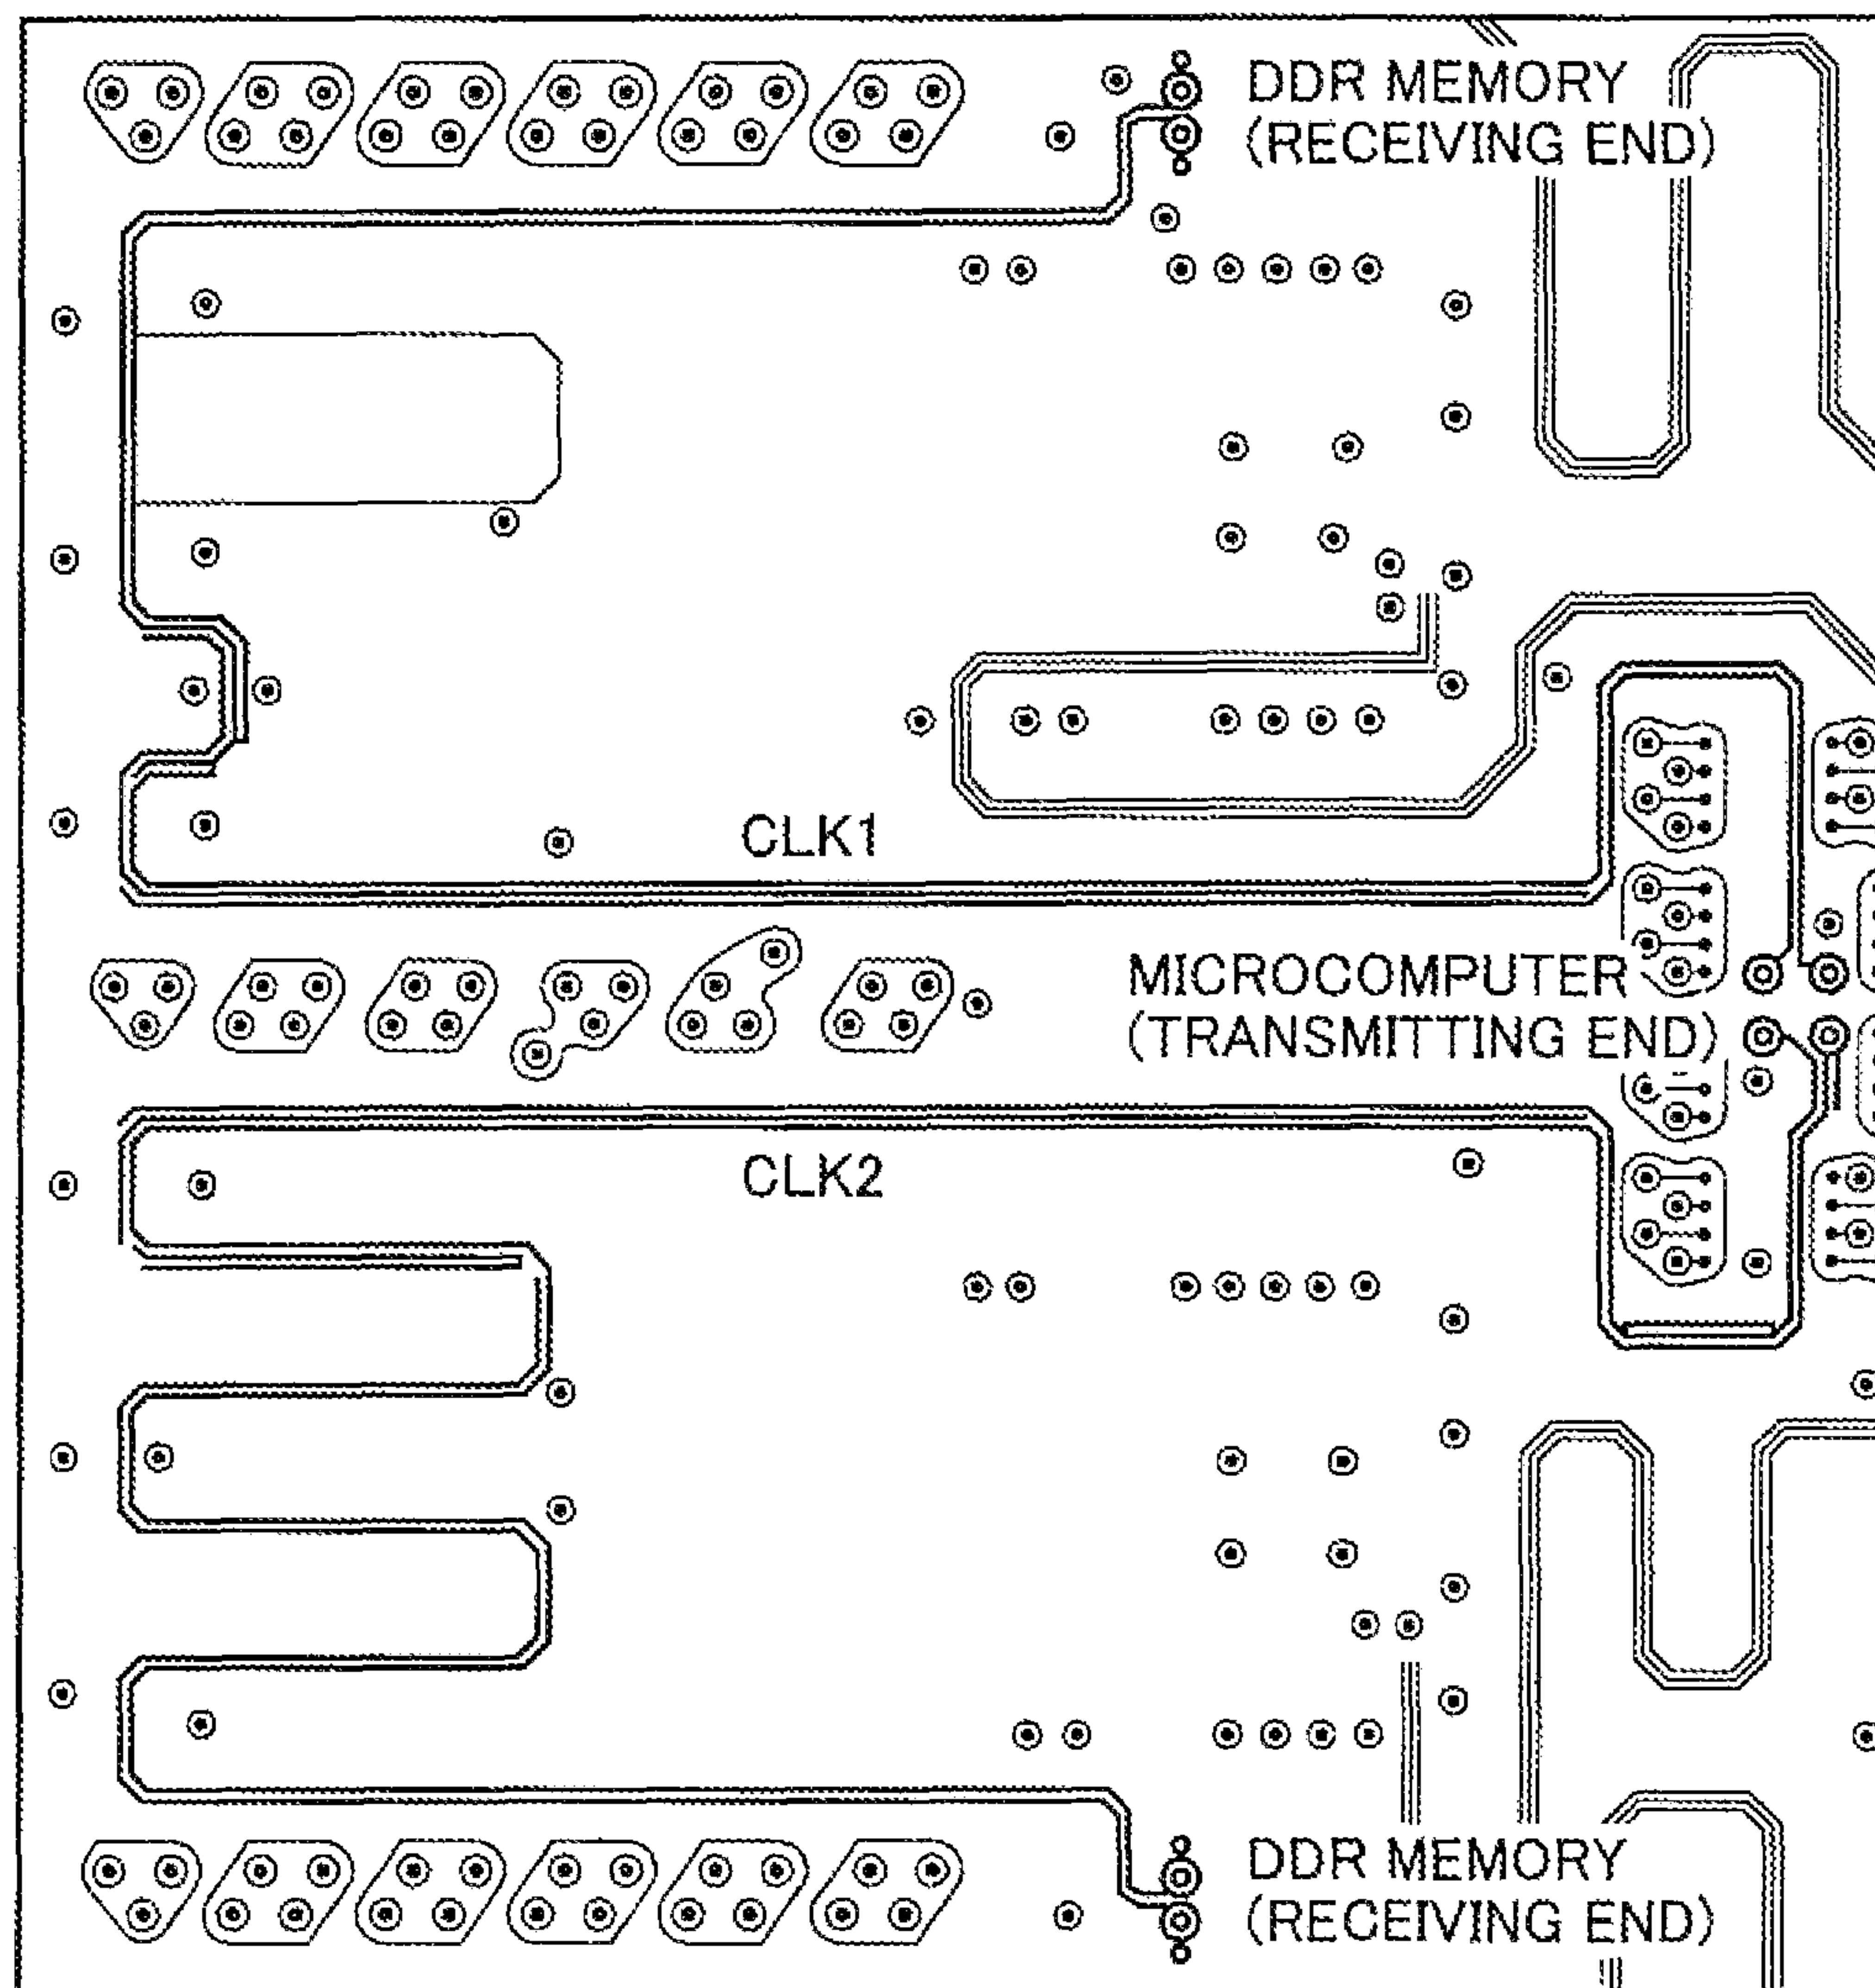 DDR MEMORY
(RECEIVING END)
CLK1
MICROCOMPUTER
(TRANSMITTING END)
CLK2
DDR MEMORY
(RECEIVING END)